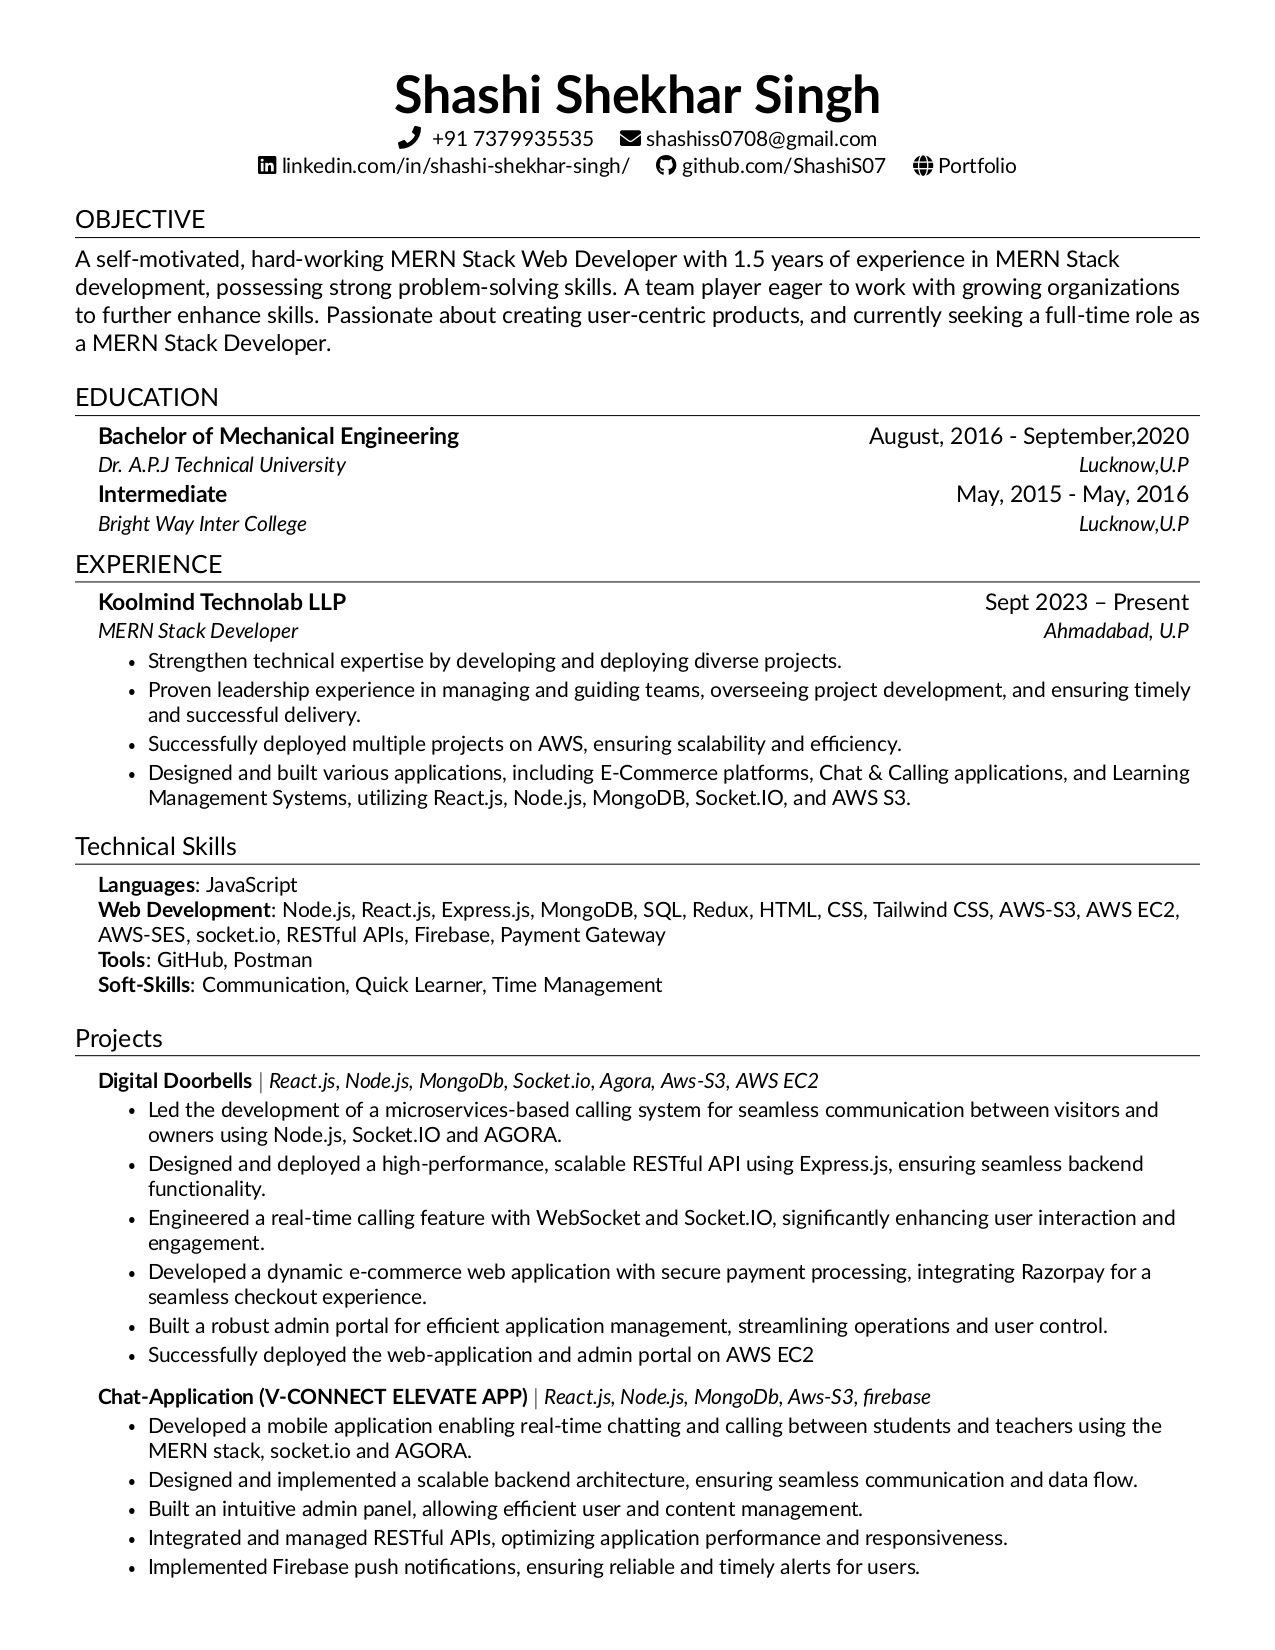 Shashi Shekhar Singh
+91 7379935535 shashiss0708@gmail.com
linkedin.com/in/shashi-shekhar-singh/ github.com/ShashiS07 Portfolio
OBJECTIVE
A self-motivated, hard-working MERN Stack Web Developer with 1.5 years of experience in MERN Stack
development, possessing strong problem-solving skills. A team player eager to work with growing organizations
to further enhance skills. Passionate about creating user-centric products, and currently seeking a full-time role as
a MERN Stack Developer.
EDUCATION
Bachelor of Mechanical Engineering August, 2016 - September,2020
Dr. A.P.J Technical University Lucknow,U.P
Intermediate May, 2015 - May, 2016
Bright Way Inter College Lucknow,U.P
EXPERIENCE
Koolmind Technolab LLP Sept 2023 – Present
MERN Stack Developer Ahmadabad, U.P
• Strengthen technical expertise by developing and deploying diverse projects.
• Proven leadership experience in managing and guiding teams, overseeing project development, and ensuring timely
and successful delivery.
• Successfully deployed multiple projects on AWS, ensuring scalability and efficiency.
• Designed and built various applications, including E-Commerce platforms, Chat & Calling applications, and Learning
Management Systems, utilizing React.js, Node.js, MongoDB, Socket.IO, and AWS S3.
Technical Skills
Languages: JavaScript
Web Development: Node.js, React.js, Express.js, MongoDB, SQL, Redux, HTML, CSS, Tailwind CSS, AWS-S3, AWS EC2,
AWS-SES, socket.io, RESTful APIs, Firebase, Payment Gateway
Tools: GitHub, Postman
Soft-Skills: Communication, Quick Learner, Time Management
Projects
Digital Doorbells | React.js, Node.js, MongoDb, Socket.io, Agora, Aws-S3, AWS EC2
• Led the development of a microservices-based calling system for seamless communication between visitors and
owners using Node.js, Socket.IO and AGORA.
• Designed and deployed a high-performance, scalable RESTful API using Express.js, ensuring seamless backend
functionality.
• Engineered a real-time calling feature with WebSocket and Socket.IO, significantly enhancing user interaction and
engagement.
• Developed a dynamic e-commerce web application with secure payment processing, integrating Razorpay for a
seamless checkout experience.
• Built a robust admin portal for efficient application management, streamlining operations and user control.
• Successfully deployed the web-application and admin portal on AWS EC2
Chat-Application (V-CONNECT ELEVATE APP) | React.js, Node.js, MongoDb, Aws-S3, firebase
• Developed a mobile application enabling real-time chatting and calling between students and teachers using the
MERN stack, socket.io and AGORA.
• Designed and implemented a scalable backend architecture, ensuring seamless communication and data flow.
• Built an intuitive admin panel, allowing efficient user and content management.
• Integrated and managed RESTful APIs, optimizing application performance and responsiveness.
• Implemented Firebase push notifications, ensuring reliable and timely alerts for users.